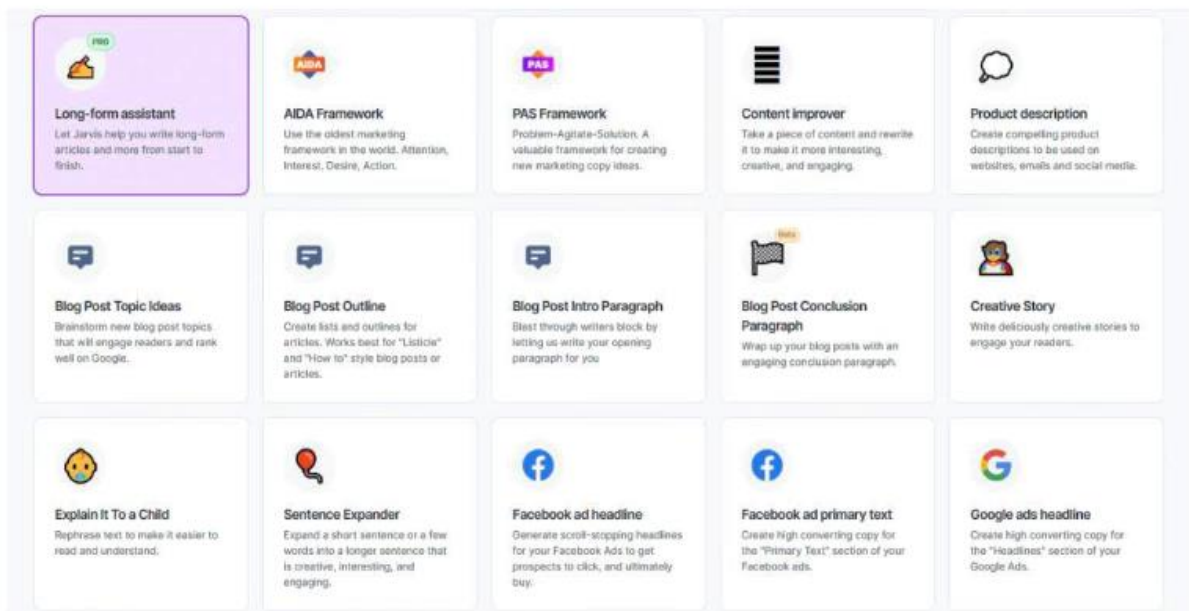 PRO
Long-form assistant
Let Jarvis help you write long-form
articles and more from start to
finish.
AIDA
AIDA Framework
Use the oldest marketing
framework in the world. Attention,
Interest, Desire, Action.
PAS
PAS Framework
Problem-Agitate-Solution. A
valuable framework for creating
new marketing copy ideas.
Content improver
Take a piece of content and rewrite
it to make it more interesting,
creative, and engaging.
Product description
Create compelling product
descriptions to be used on
websites, emails and social media.
Blog Post Topic Ideas
Brainstorm new blog post topics
that will engage readers and rank
well on Google.
Blog Post Outline
Create lists and outlines for
articles. Works best for "Listicle"
and "How to" style blog posts or
articles.
Blog Post Intro Paragraph
Blast through writers block by
letting us write your opening
paragraph for you
Beta
Blog Post Conclusion
Paragraph
Wrap up your blog posts with an
engaging conclusion paragraph.
Creative Story
Write deliciously creative stories to
engage your readers.
Explain It To a Child
Rephrase text to make it easier to
read and understand.
Sentence Expander
Expand a short sentence or a few
words into a longer sentence that
is creative, interesting, and
engaging.
Facebook ad headline
Generate scroll-stopping headlines
for your Facebook Ads to get
prospects to click, and ultimately
buy.
Facebook ad primary text
Create high converting copy for
the "Primary Text" section of your
Facebook ads.
Google ads headline
Create high converting copy for
the "Headlines" section of your
Google Ads.